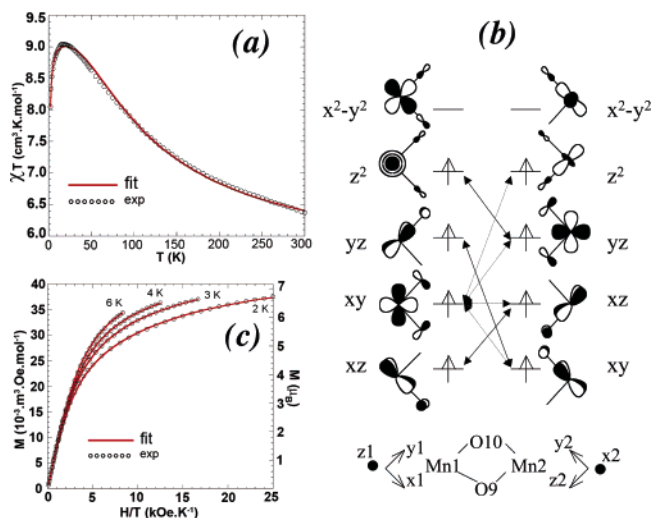 (a)
9.0
8.5
8.0
7.5
7.0
6.5
6.0
χT (cm³.K.mol⁻¹)
fit
exp
0 50 100 150 200 250 300
T (K)
(b)
x²-y² x²-y²
z² z²
yz yz
xy xz
xz xy
z1 y1 x1 Mn1 O10 O9 Mn2 y2 z2 x2
(c)
40
35
30
25
20
15
10
5
0
M (10⁻³.m³.Oe.mol⁻¹)
6 K 4 K 3 K 2 K
7
6
5
4
3
2
1
M (μB)
fit
exp
0 5 10 15 20 25
H/T (kOe.K⁻¹)